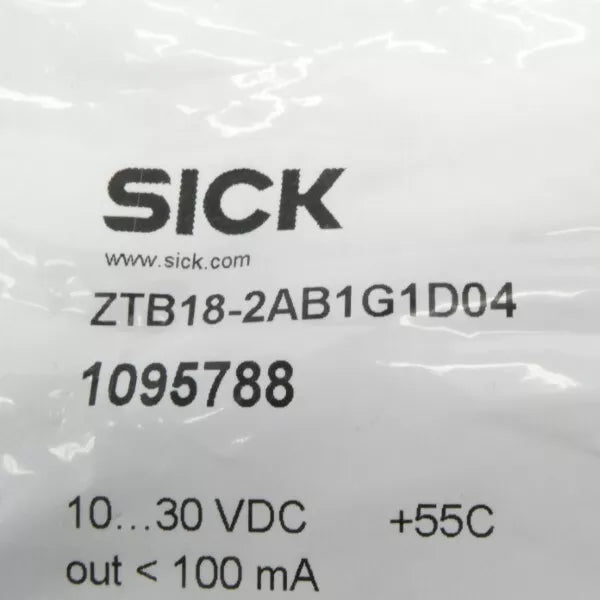 SICK
www.sick.com
ZTB18-2AB1G1D04
1095788
10...30 VDC +55C
out < 100 mA